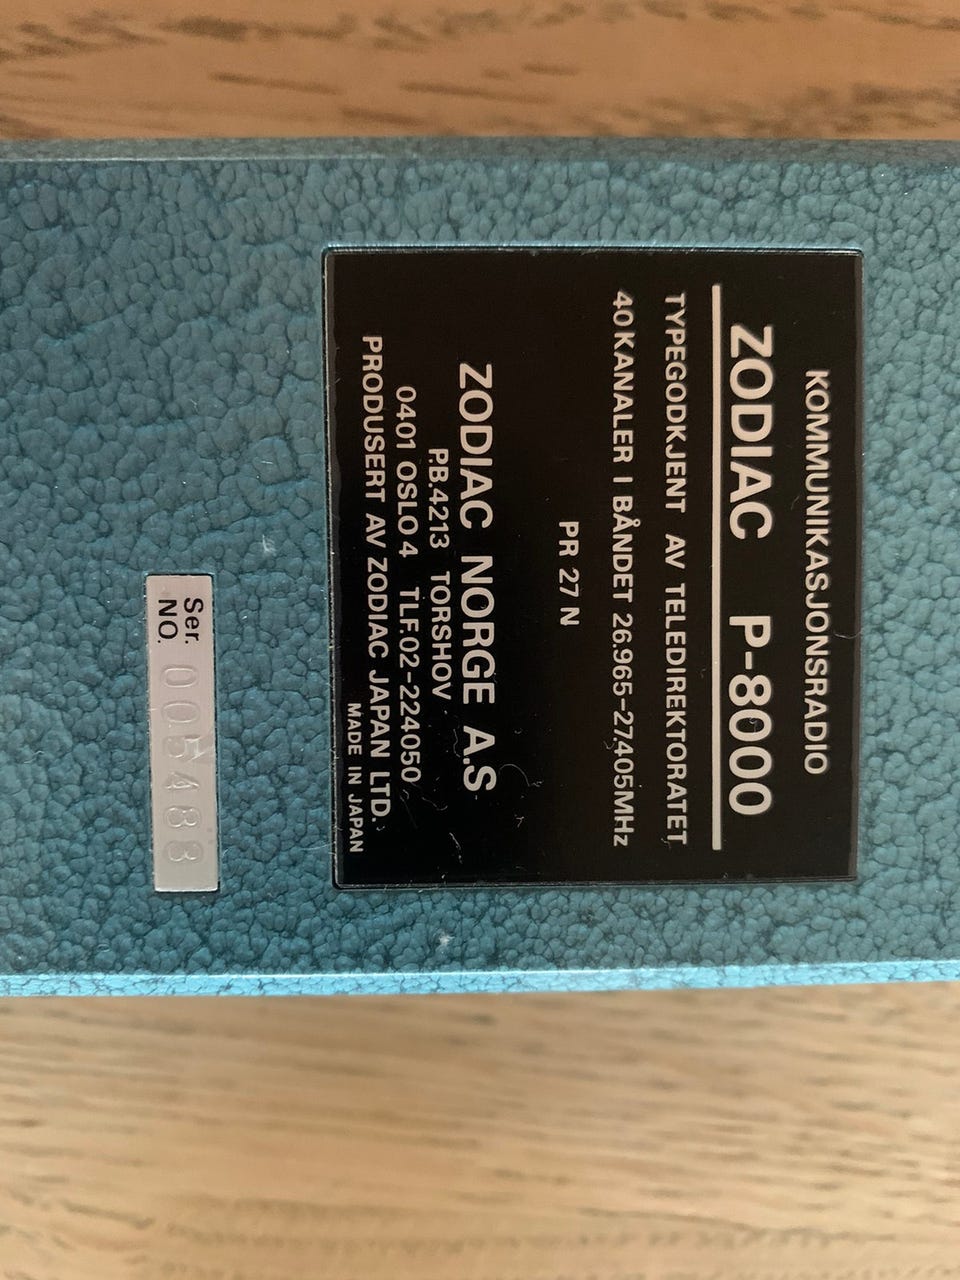 KOMMUNIKASJONSRADIO
ZODIAC P-8000
TYPEGODKJENT AV TELEDIREKTORATET
40 KANALER I BÅNDET 26.965-27.405MHz
PR 27 N
ZODIAC NORGE A.S
P.B.4213 TORSHOV
0401 OSLO 4 TLF.02-224050
PRODUSERT AV ZODIAC JAPAN LTD.
MADE IN JAPAN
Ser. NO. 005488